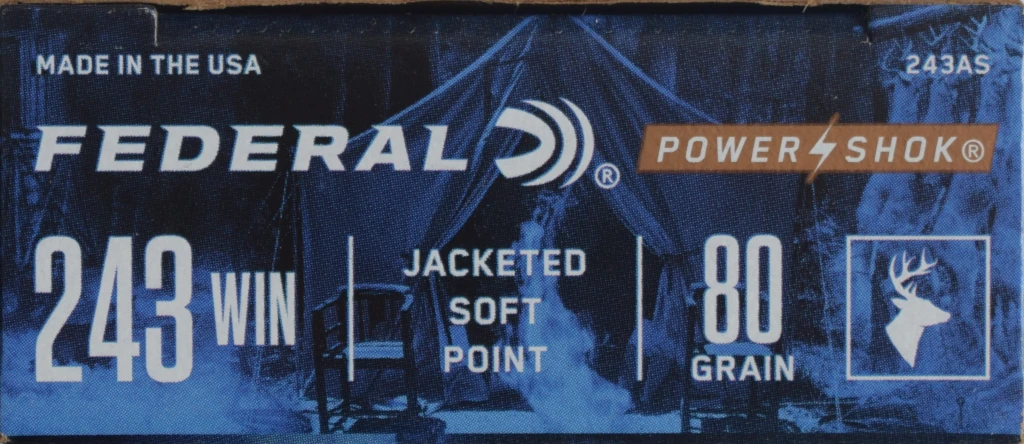 MADE IN THE USA
243AS
FEDERAL®
POWER SHOK®
243 WIN
JACKETED
SOFT
POINT
80
GRAIN